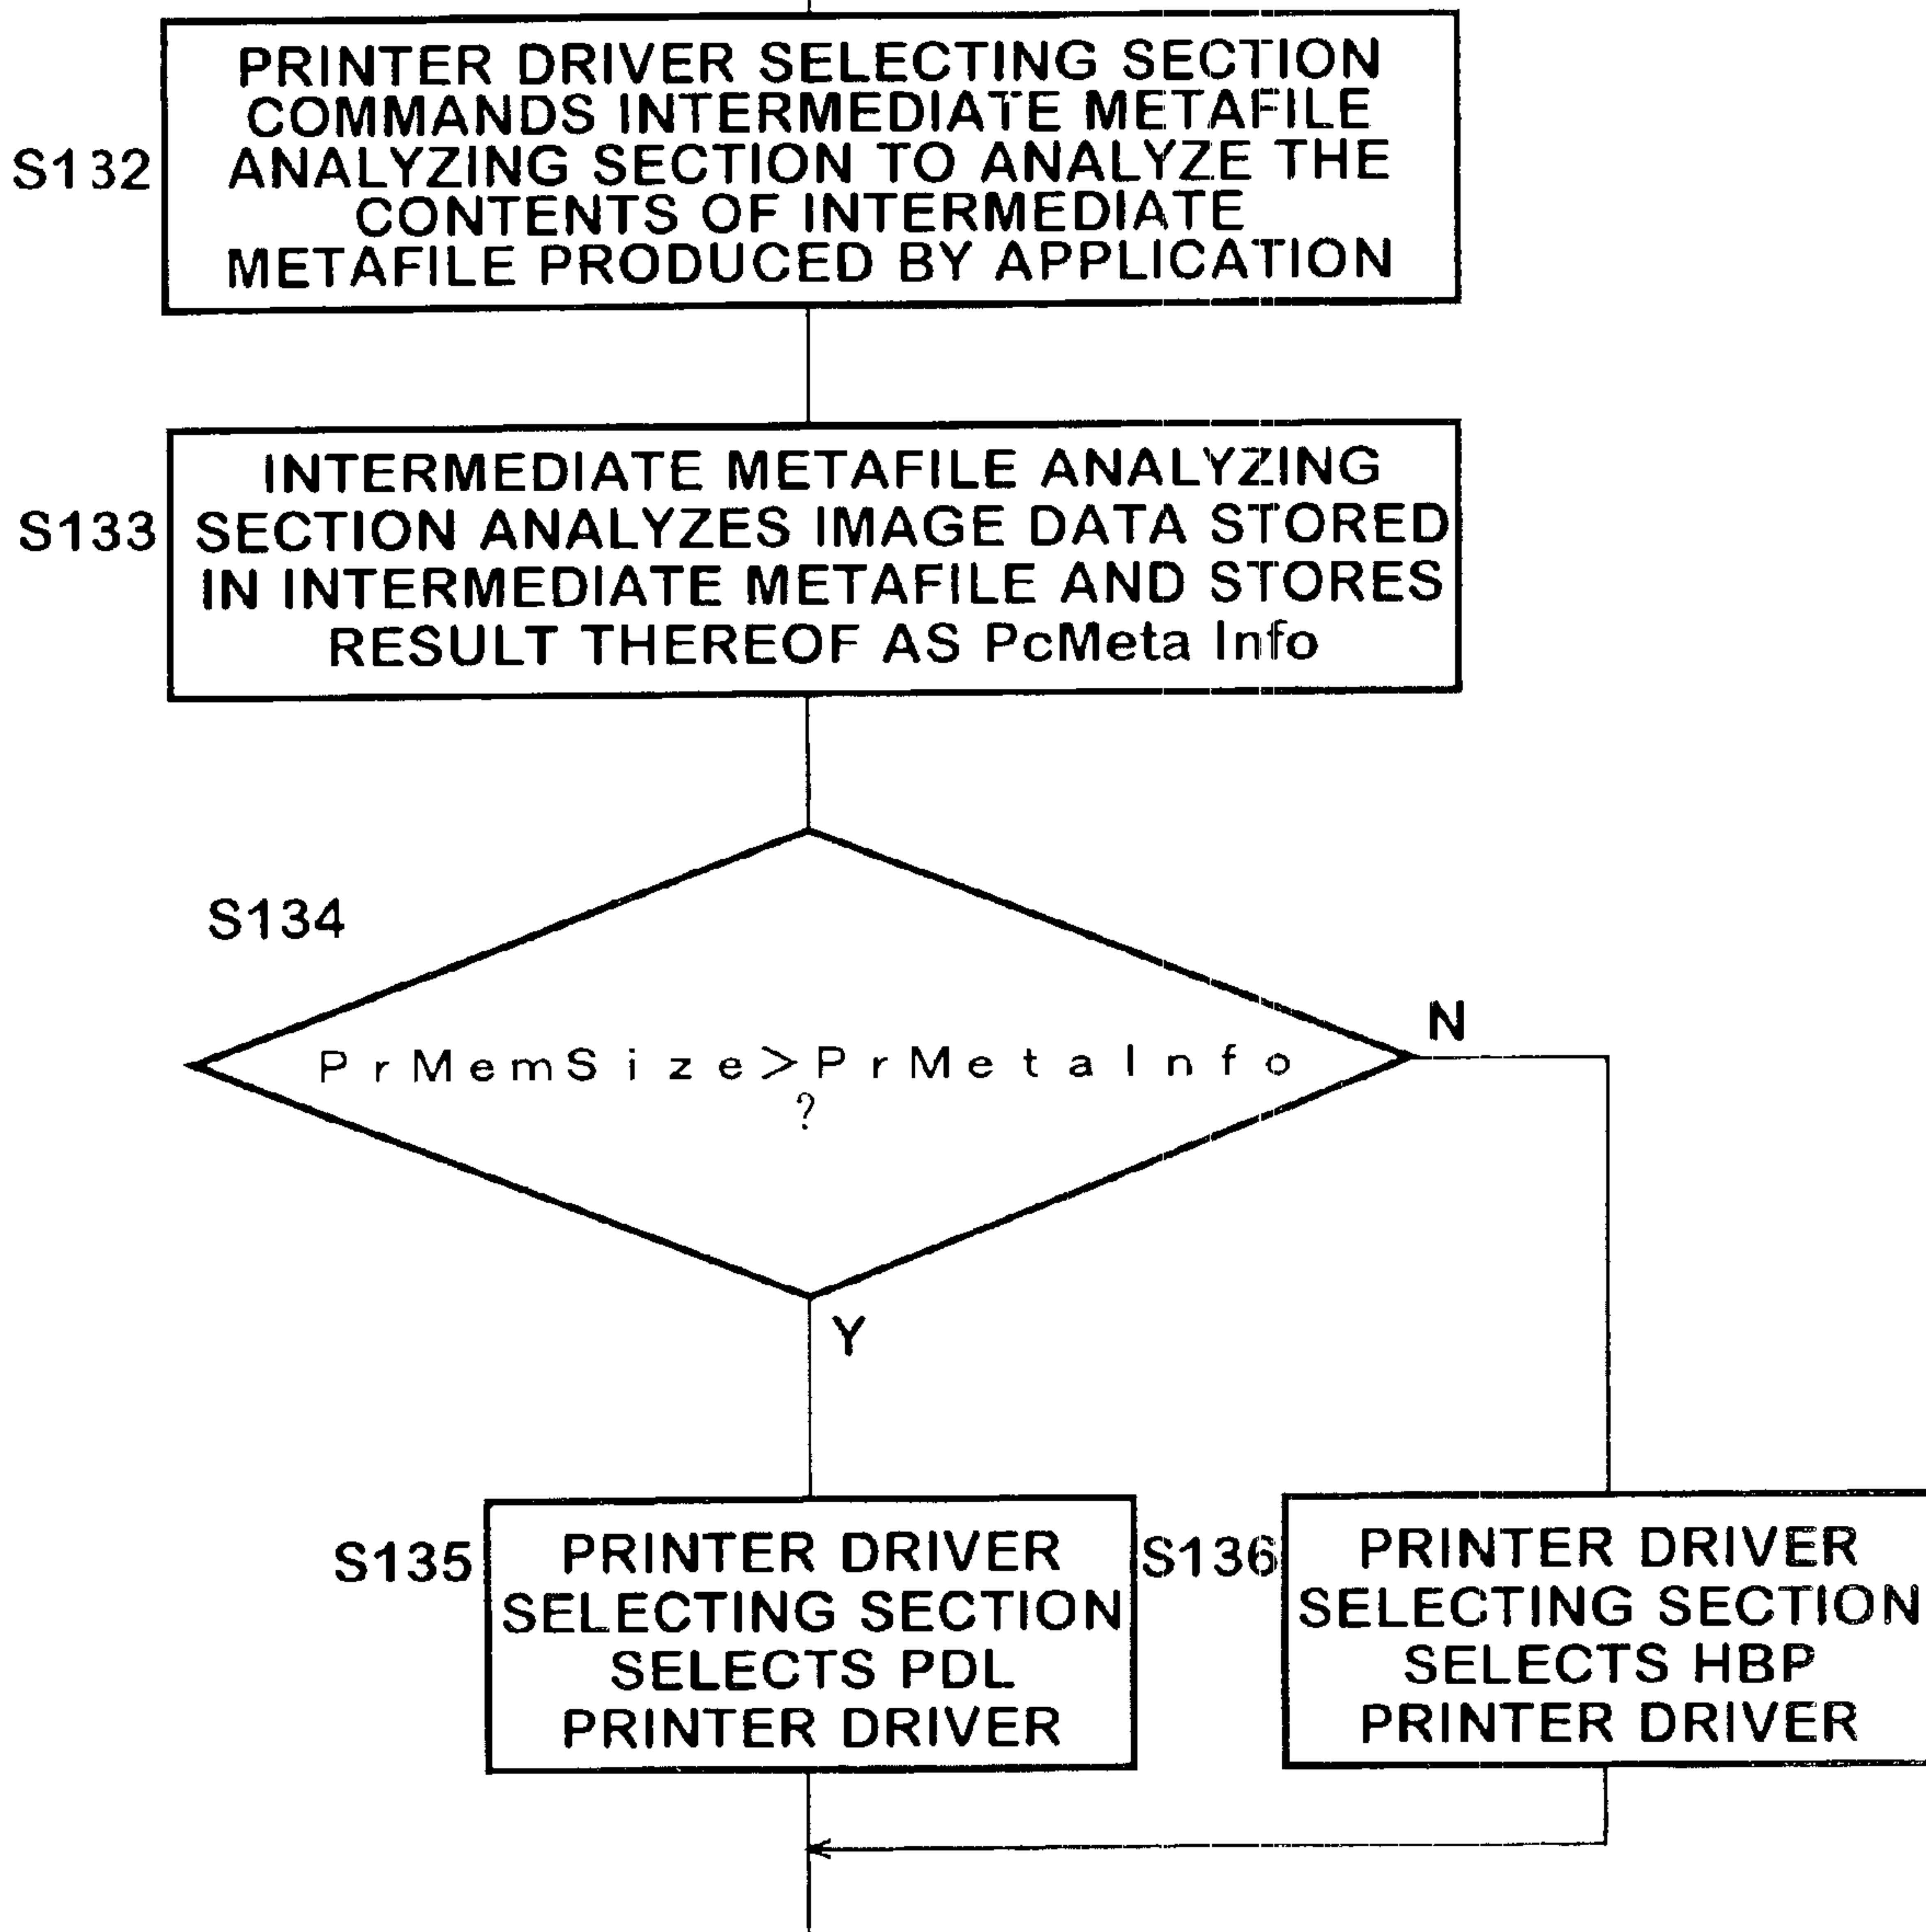 PRINTER DRIVER SELECTING SECTION
COMMANDS INTERMEDIATE METAFILE
S132 ANALYZING SECTION TO ANALYZE THE
CONTENTS OF INTERMEDIATE
METAFILE PRODUCED BY APPLICATION
INTERMEDIATE METAFILE ANALYZING
S133 SECTION ANALYZES IMAGE DATA STORED
IN INTERMEDIATE METAFILE AND STORES
RESULT THEREOF AS PcMeta Info
S134
N
PrMemSize>PrMetaInfo
?
Y
S135
PRINTER DRIVER
SELECTING SECTION
SELECTS PDL
PRINTER DRIVER
S136
PRINTER DRIVER
SELECTING SECTION
SELECTS HBP
PRINTER DRIVER